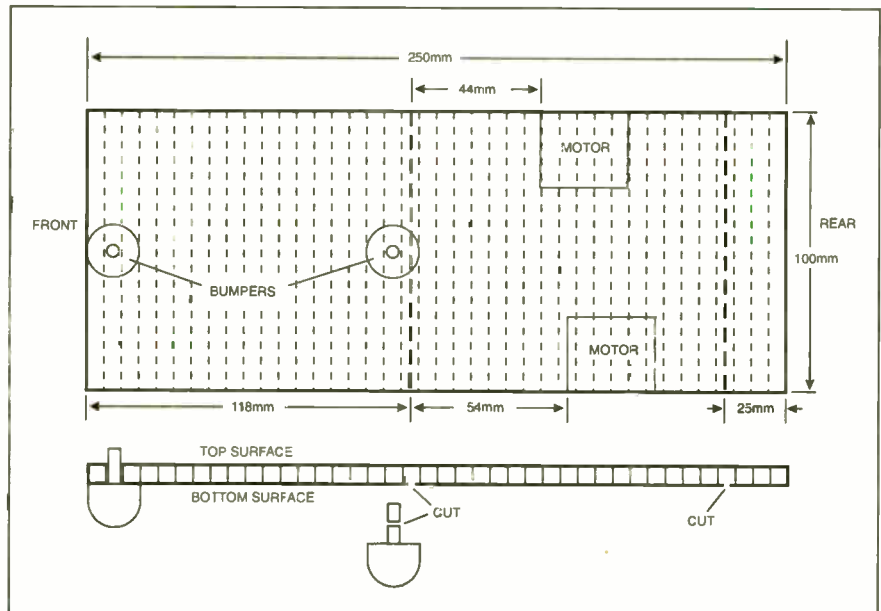 250mm
44mm
MOTOR
FRONT
REAR
100mm
BUMPERS
MOTOR
118mm
54mm
25mm
TOP SURFACE
BOTTOM SURFACE
CUT
CUT